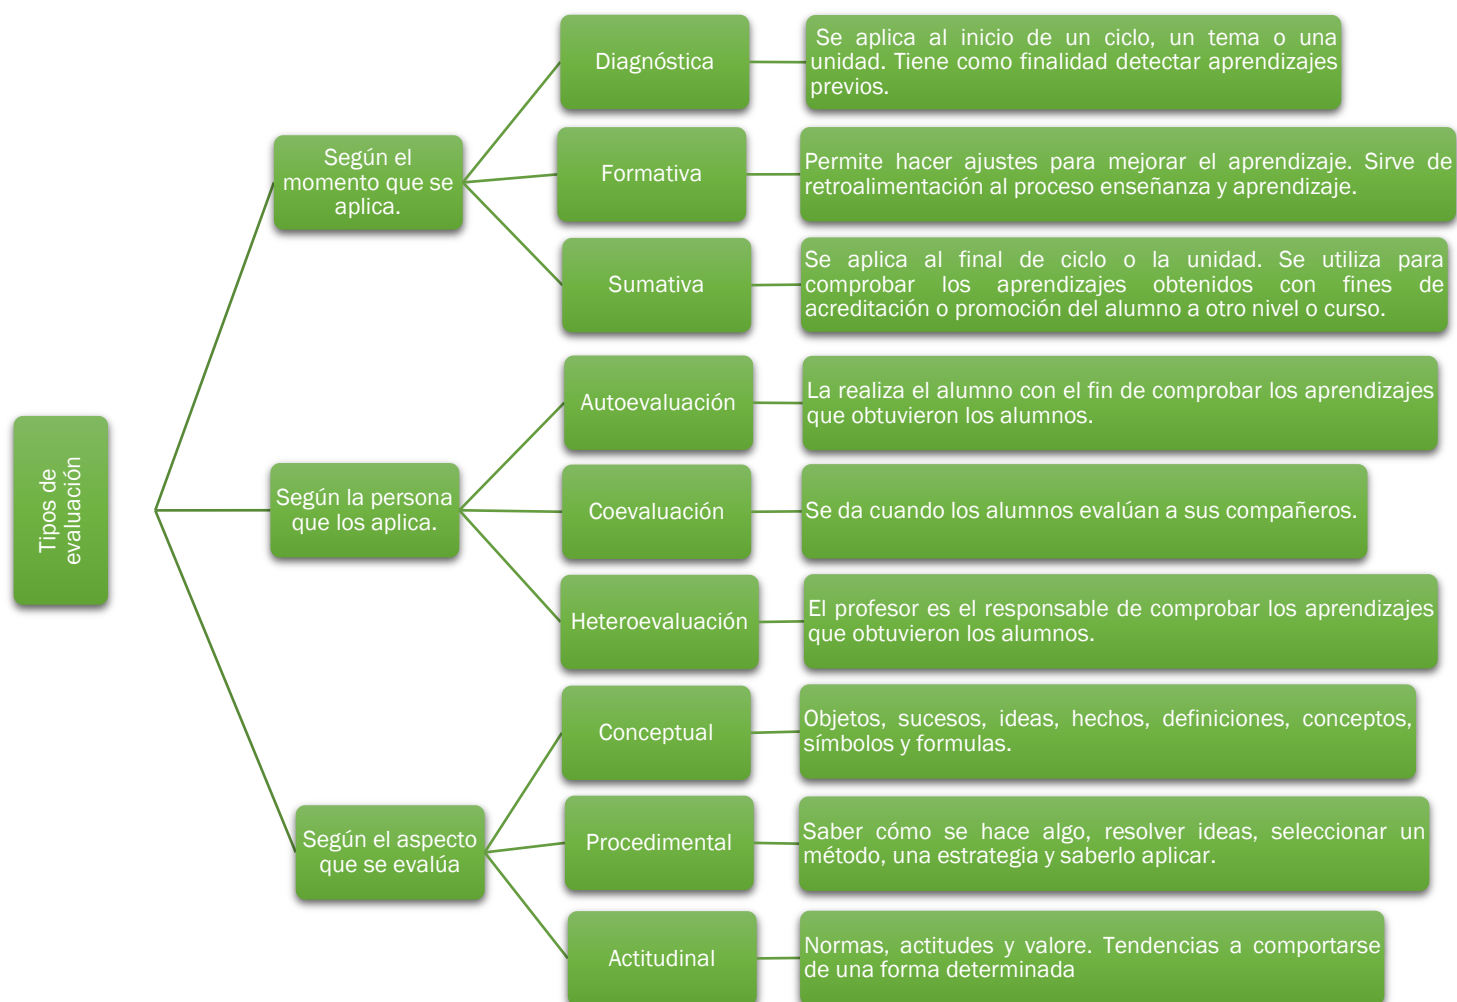 Tipos de
evaluación
Según el
momento que se
aplica.
Diagnóstica
Se aplica al inicio de un ciclo, un tema o una
unidad. Tiene como finalidad detectar aprendizajes
previos.
Formativa
Permite hacer ajustes para mejorar el aprendizaje. Sirve de
retroalimentación al proceso enseñanza y aprendizaje.
Sumativa
Se aplica al final de ciclo o la unidad. Se utiliza para
comprobar los aprendizajes obtenidos con fines de
acreditación o promoción del alumno a otro nivel o curso.
Según la persona
que los aplica.
Autoevaluación
La realiza el alumno con el fin de comprobar los aprendizajes
que obtuvieron los alumnos.
Coevaluación
Se da cuando los alumnos evalúan a sus compañeros.
Heteroevaluación
El profesor es el responsable de comprobar los aprendizajes
que obtuvieron los alumnos.
Según el aspecto
que se evalúa
Conceptual
Objetos, sucesos, ideas, hechos, definiciones, conceptos,
símbolos y formulas.
Procedimental
Saber cómo se hace algo, resolver ideas, seleccionar un
método, una estrategia y saberlo aplicar.
Actitudinal
Normas, actitudes y valore. Tendencias a comportarse
de una forma determinada